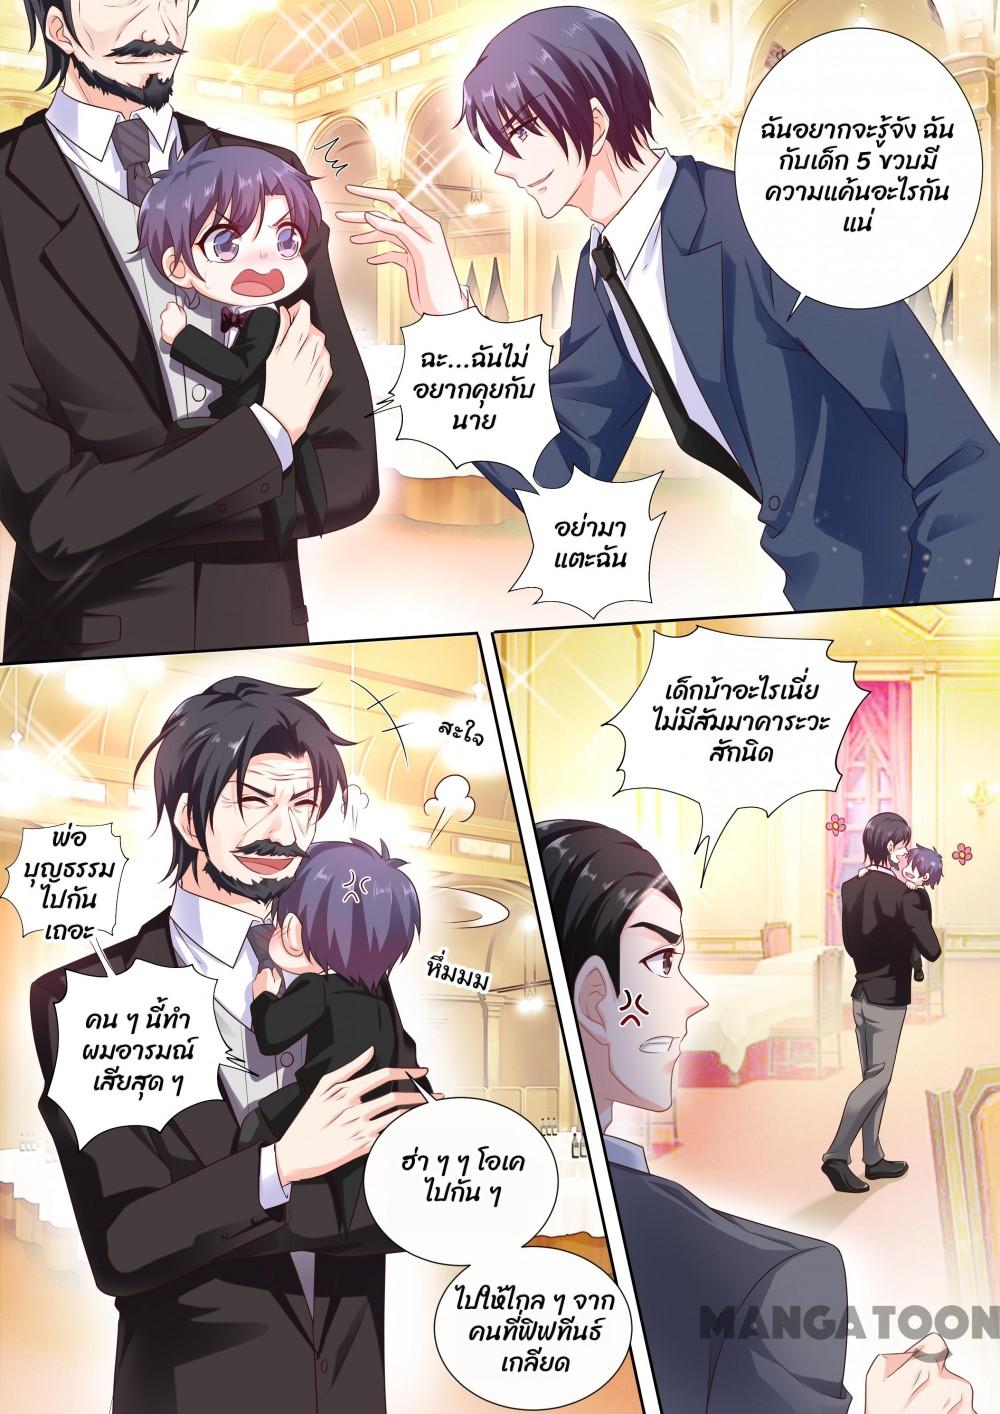 ฉันอยากจะรู้จัง ฉัน
กับเด็ก 5 ขวบมี
ความแค้นอะไรกัน
แน่
ฉะ...ฉันไม่
อยากคุยกับ
นาย
อย่ามา
แตะฉัน
สะใจ
พ่อ
บุญธรรม
ไปกัน
เถอะ
หึ่มมม
คน ๆ นี้ทำ
ผมอารมณ์
เสียสุด ๆ
ฮ่า ๆ ๆ โอเค
ไปกัน ๆ
ไปให้ไกล ๆ จาก
คนที่ฟิฟทีนธ์
เกลียด
เด็กบ้าอะไรเนี่ย
ไม่มีสัมมาคาระวะ
สักนิด
MANGATOON